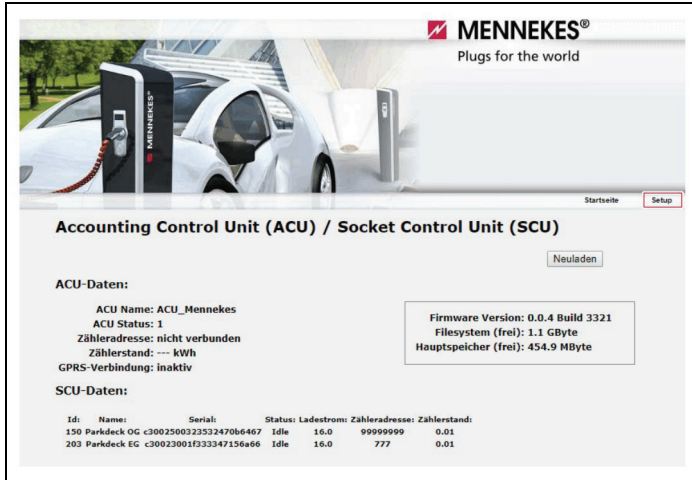 MENNEKES®
Plugs for the world
MENNEKES®
Startseite Setup
Accounting Control Unit (ACU) / Socket Control Unit (SCU)
Neuladen
ACU-Daten:
ACU Name: ACU_Mennekes
ACU Status: 1
Zähleradresse: nicht verbunden
Zählerstand: --- kWh
GPRS-Verbindung: inaktiv
Firmware Version: 0.0.4 Build 3321
Filesystem (frei): 1.1 GByte
Hauptspeicher (frei): 454.9 MByte
SCU-Daten:
Id: Name: Serial: Status: Ladestrom: Zähleradresse: Zählerstand:
150 Parkdeck OG c3002500323532470b6467 Idle 16.0 99999999 0.01
203 Parkdeck EG c30023001f333347156a66 Idle 16.0 777 0.01